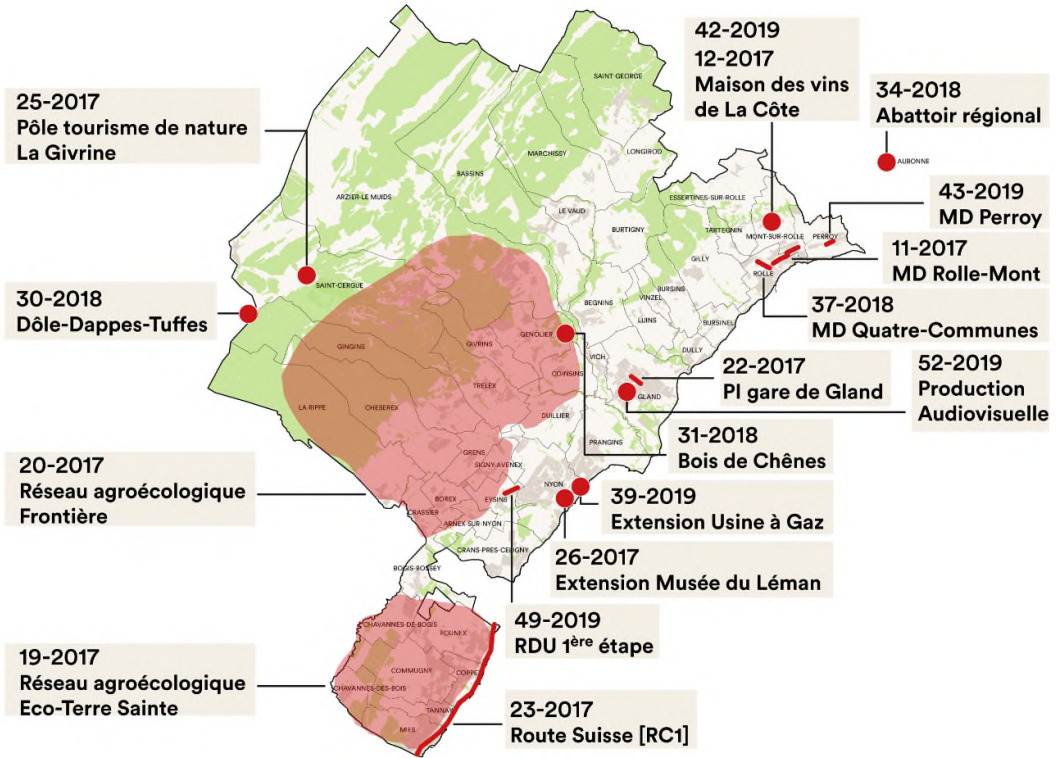 42-2019
12-2017
Maison des vins
de La Côte
34-2018
Abattoir régional
25-2017
Pôle tourisme de nature
La Givrine
43-2019
MD Perroy
11-2017
MD Rolle-Mont
30-2018
Dôle-Dappes-Tuffes
37-2018
MD Quatre-Communes
22-2017
PI gare de Gland
52-2019
Production
Audiovisuelle
31-2018
Bois de Chênes
20-2017
Réseau agroécologique
Frontière
39-2019
Extension Usine à Gaz
26-2017
Extension Musée du Léman
49-2019
RDU 1ère étape
19-2017
Réseau agroécologique
Eco-Terre Sainte
23-2017
Route Suisse [RC1]
SAINT GEORGE
LONGIROD
MARCHISSY
BASSINS
AUBONNE
ARZIER-LE MUIDS
ESSERTINES-SUR-ROLLE
LE VAUD
BURTIGNY
TARTEGNIN
MONT-SUR-ROLLE
PERROY
GILLY
ROLLE
SAINT-CERGUE
BURSINS
BEGNINS
VINZEL
LUINS
BURSINEL
GENOLIER
GIVRINS
GINGINS
DULLY
VICH
COINSINS
TRELEX
GLAND
LA RIPPE
CHESEREX
DUILLIER
PRANGINS
GRENS
SIGNY-AVENEX
NYON
BOREX
EYSINS
CRASSIER
ARNEX-SUR-NYON
CRANS-PRES-CELIGNY
BOGIS-BOSSEY
CHAVANNES-DE-BOGIS
FOUNEX
COMMUGNY
COPPET
CHAVANNES-DES-BOIS
TANNAY
MIES